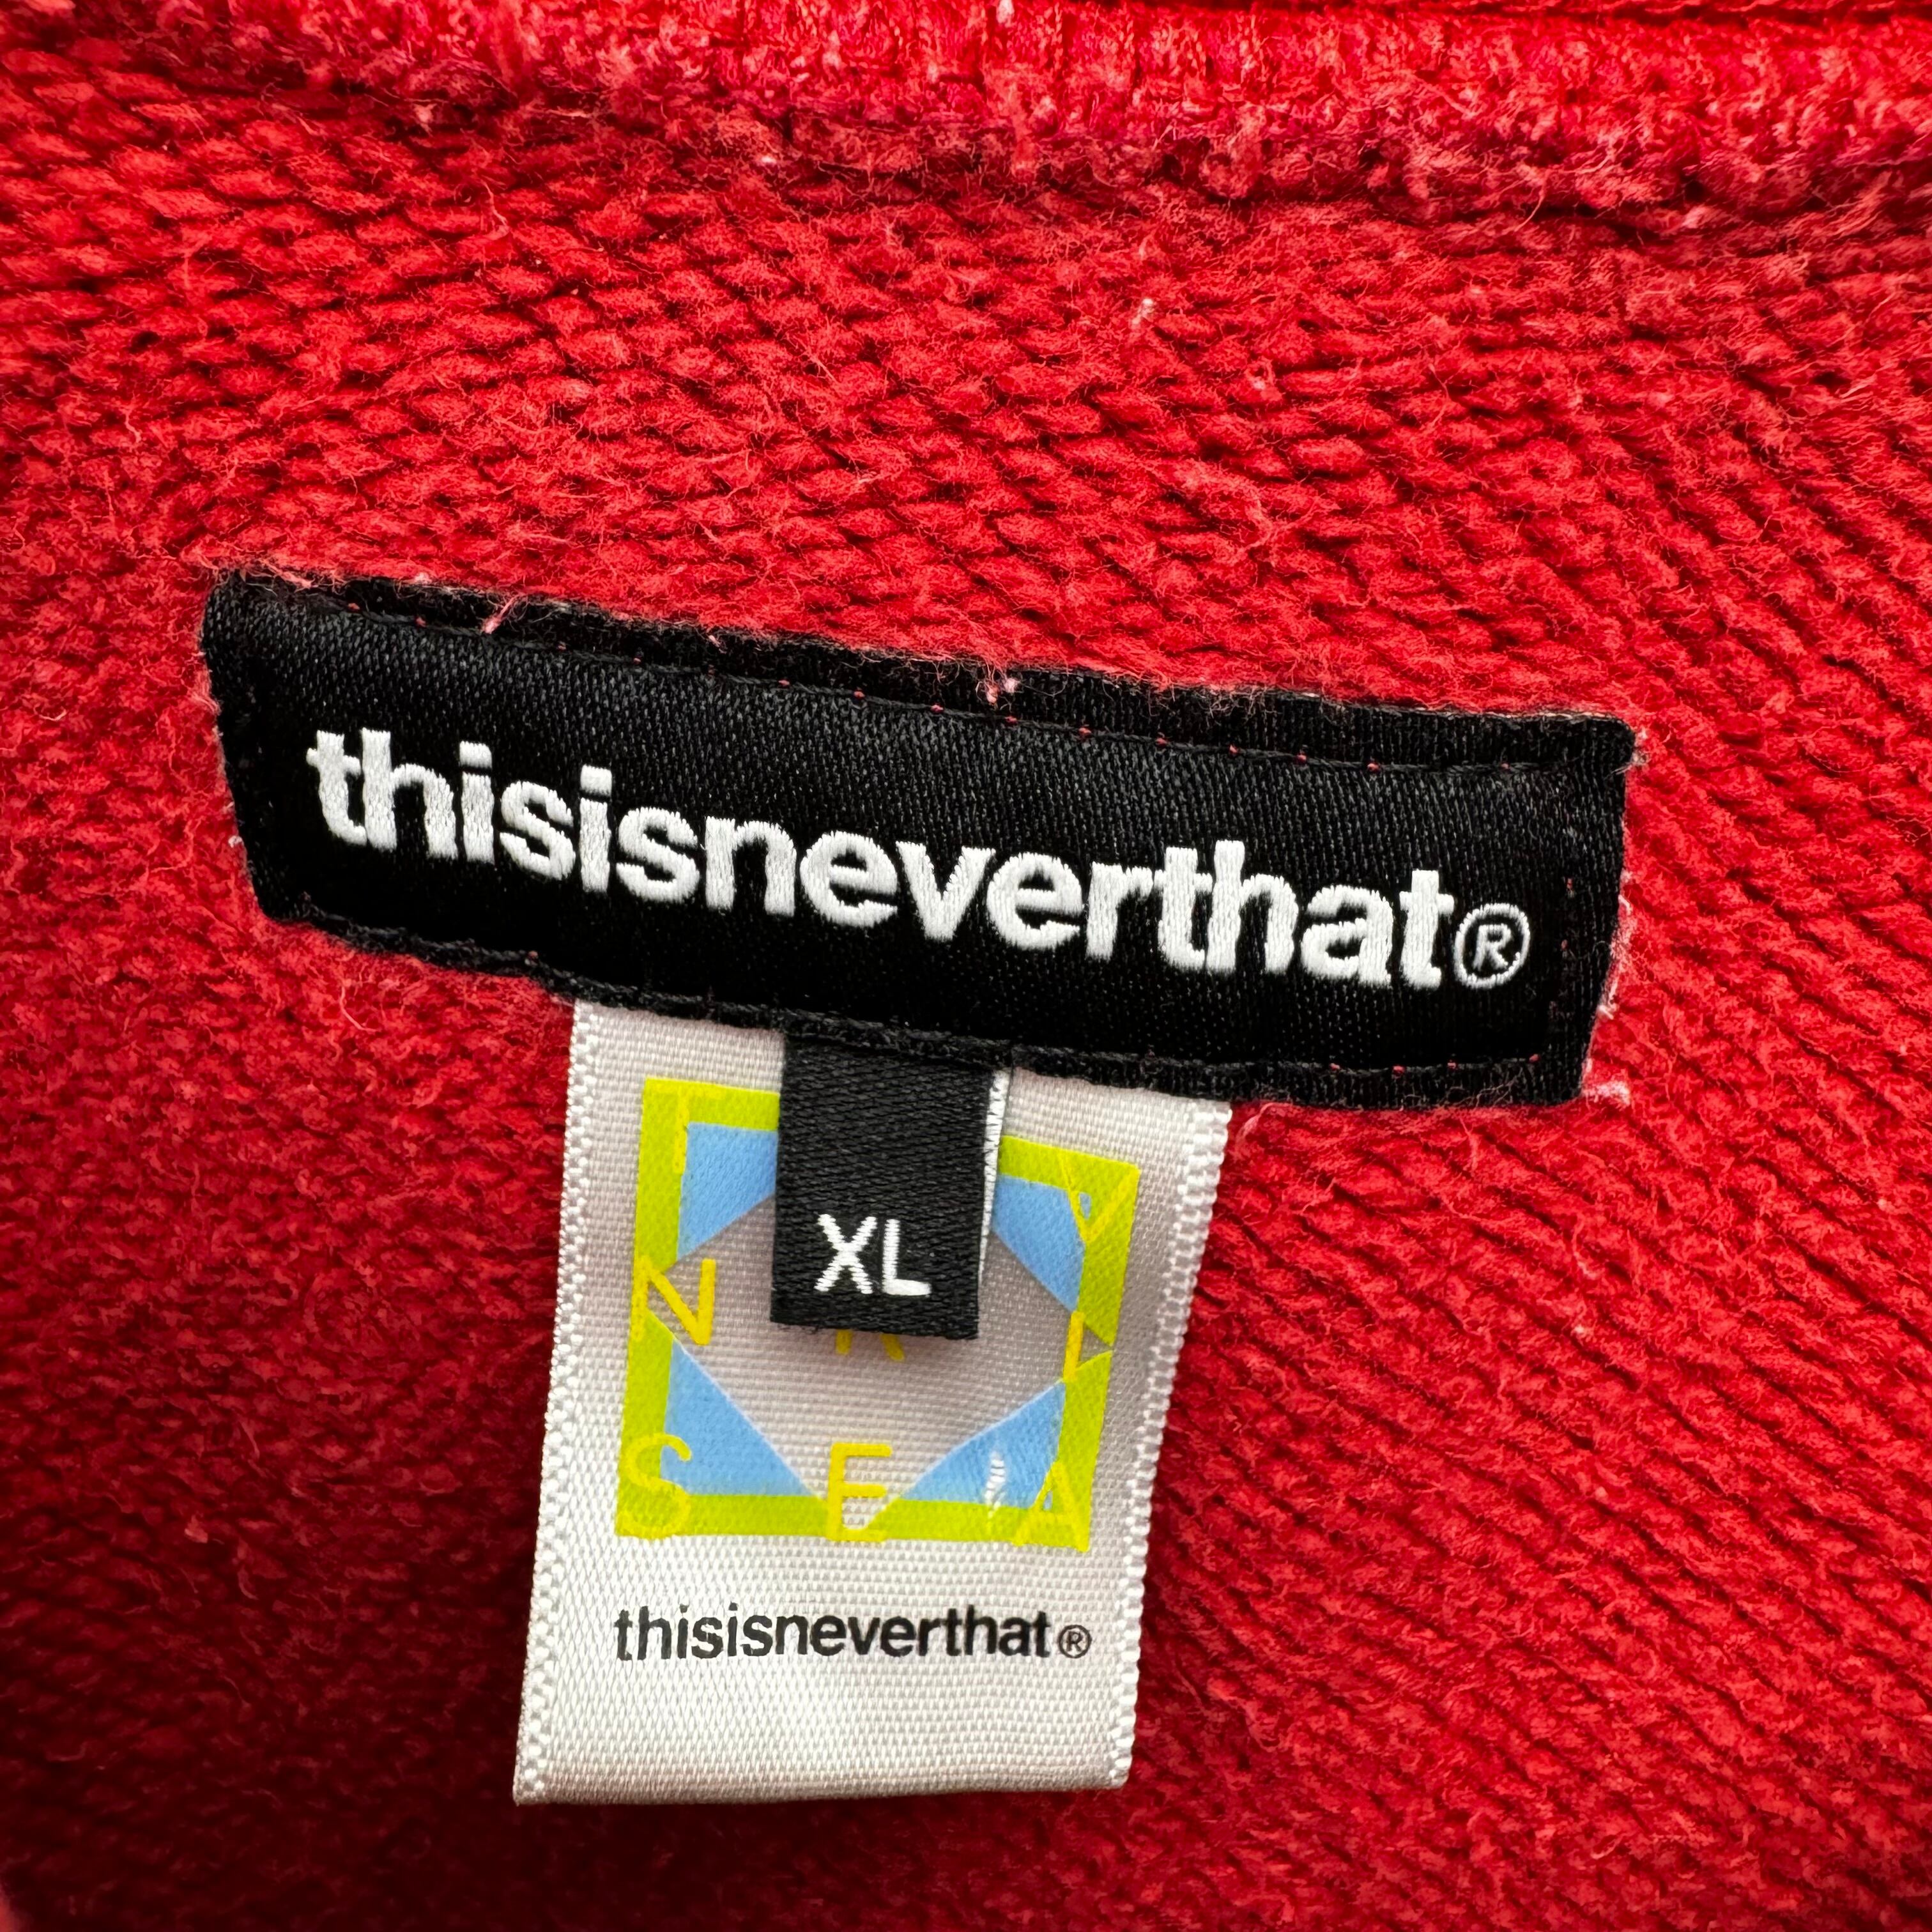 thisisneverthat®
XL
T Y
N R I
S E A
thisisneverthat®